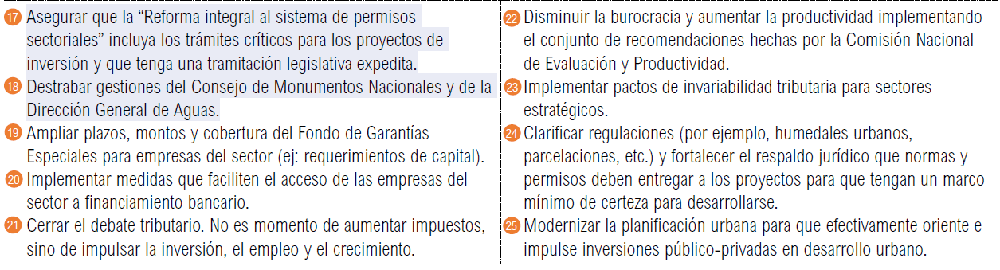 17 Asegurar que la “Reforma integral al sistema de permisos
sectoriales” incluya los trámites críticos para los proyectos de
inversión y que tenga una tramitación legislativa expedita.
18 Destrabar gestiones del Consejo de Monumentos Nacionales y de la
Dirección General de Aguas.
19 Ampliar plazos, montos y cobertura del Fondo de Garantías
Especiales para empresas del sector (ej: requerimientos de capital).
20 Implementar medidas que faciliten el acceso de las empresas del
sector a financiamiento bancario.
21 Cerrar el debate tributario. No es momento de aumentar impuestos,
sino de impulsar la inversión, el empleo y el crecimiento.
22 Disminuir la burocracia y aumentar la productividad implementando
el conjunto de recomendaciones hechas por la Comisión Nacional
de Evaluación y Productividad.
23 Implementar pactos de invariabilidad tributaria para sectores
estratégicos.
24 Clarificar regulaciones (por ejemplo, humedales urbanos,
parcelaciones, etc.) y fortalecer el respaldo jurídico que normas y
permisos deben entregar a los proyectos para que tengan un marco
mínimo de certeza para desarrollarse.
25 Modernizar la planificación urbana para que efectivamente oriente e
impulse inversiones público-privadas en desarrollo urbano.